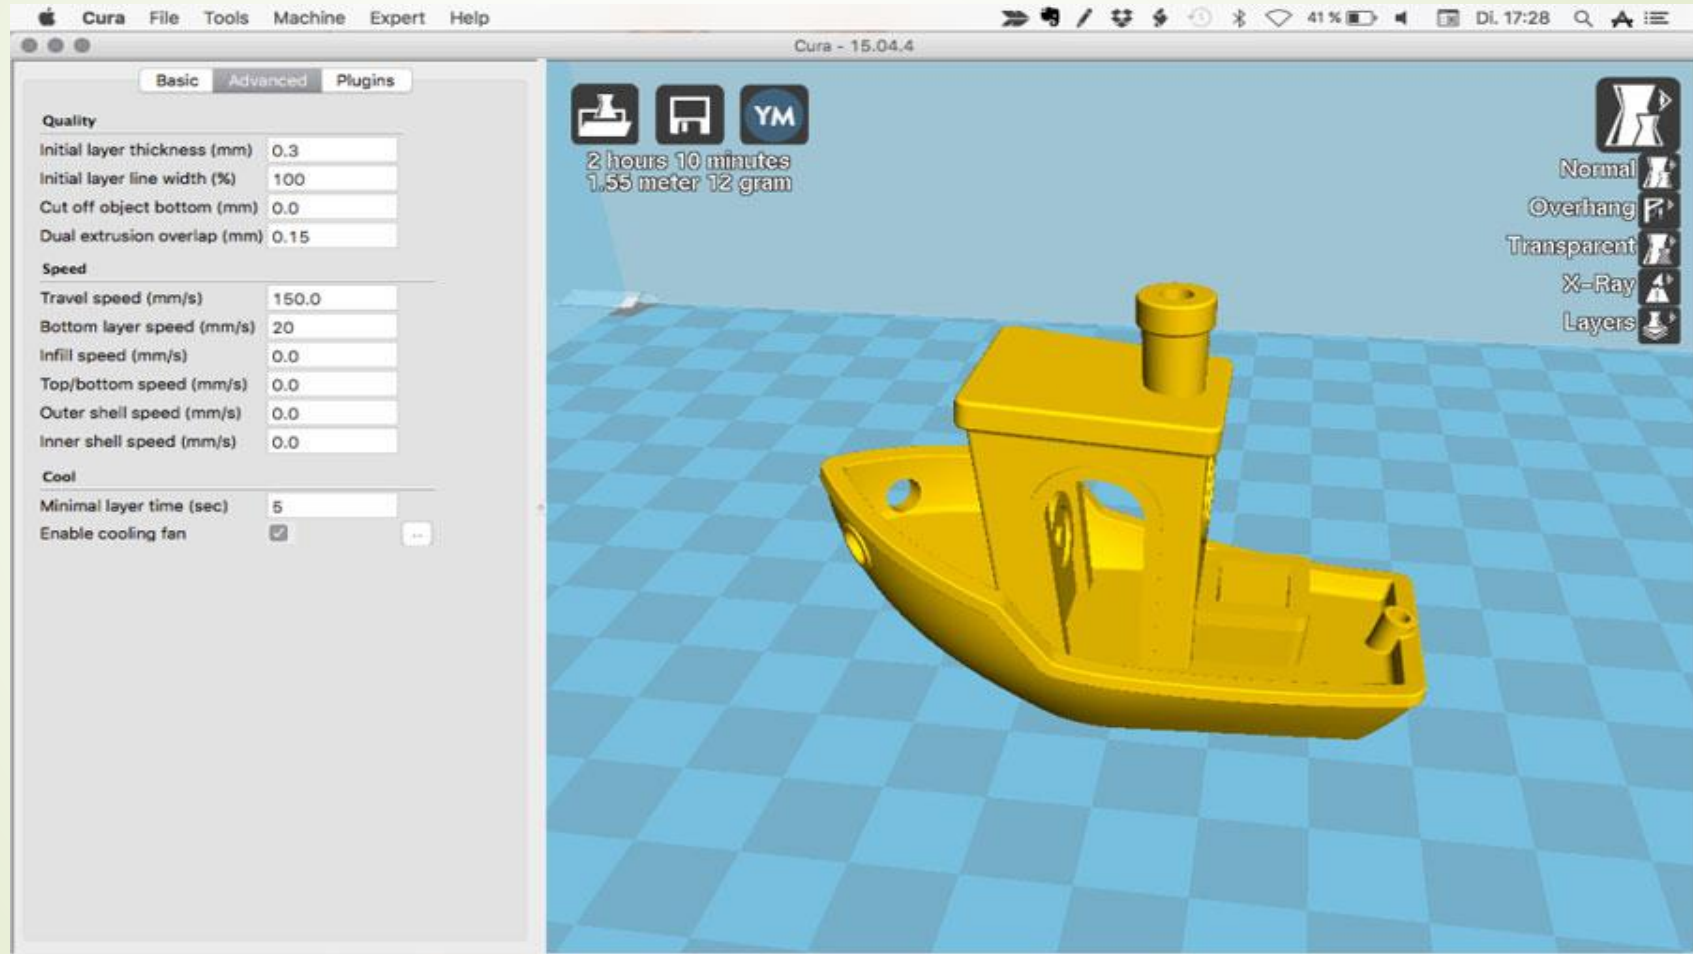 Cura File Tools Machine Expert Help 41% Di. 17:28
Cura - 15.04.4
Basic Advanced Plugins
Quality
Initial layer thickness (mm) 0.3
Initial layer line width (%) 100
Cut off object bottom (mm) 0.0
Dual extrusion overlap (mm) 0.15
Speed
Travel speed (mm/s) 150.0
Bottom layer speed (mm/s) 20
Infill speed (mm/s) 0.0
Top/bottom speed (mm/s) 0.0
Outer shell speed (mm/s) 0.0
Inner shell speed (mm/s) 0.0
Cool
Minimal layer time (sec) 5
Enable cooling fan ...
YM
2 hours 10 minutes
1.55 meter 12 gram
Normal
Overhang
Transparent
X-Ray
Layers